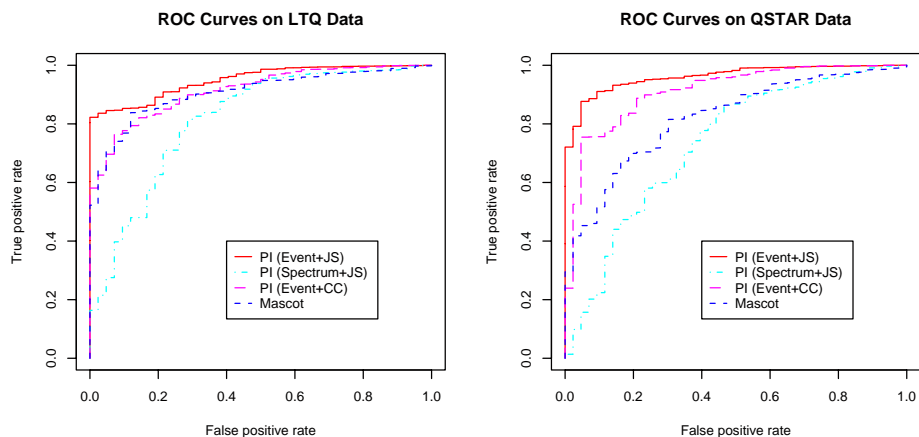 ROC Curves on LTQ Data
True positive rate
1.0
0.8
0.6
0.4
0.2
0.0
PI (Event+JS)
PI (Spectrum+JS)
PI (Event+CC)
Mascot
0.0 0.2 0.4 0.6 0.8 1.0
False positive rate
ROC Curves on QSTAR Data
True positive rate
1.0
0.8
0.6
0.4
0.2
0.0
PI (Event+JS)
PI (Spectrum+JS)
PI (Event+CC)
Mascot
0.0 0.2 0.4 0.6 0.8 1.0
False positive rate